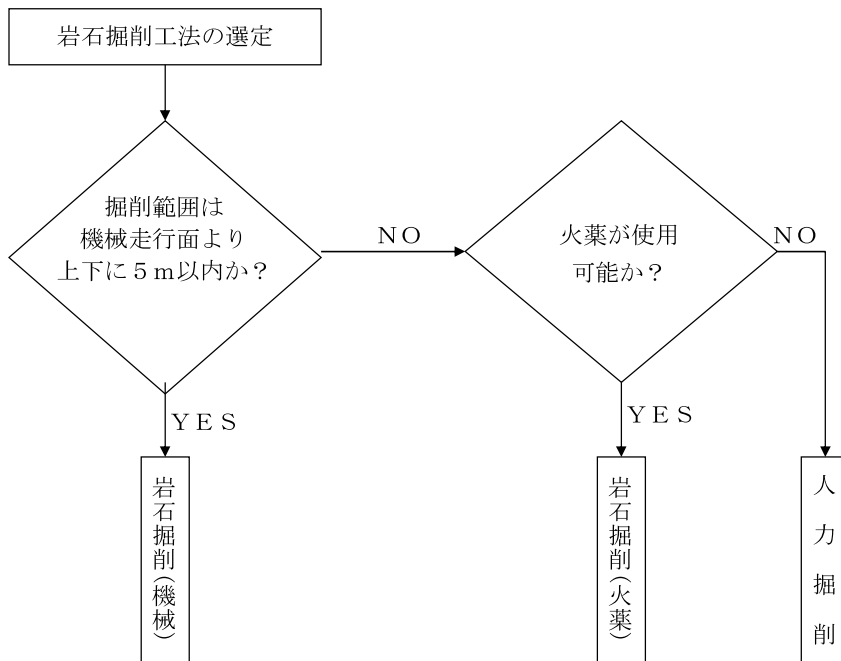 岩石掘削工法の選定
掘削範囲は
機械走行面より
上下に５ｍ以内か？
ＮＯ
火薬が使用
可能か？
ＮＯ
ＹＥＳ
ＹＥＳ
岩石掘削(機械)
岩石掘削(火薬)
人力掘削